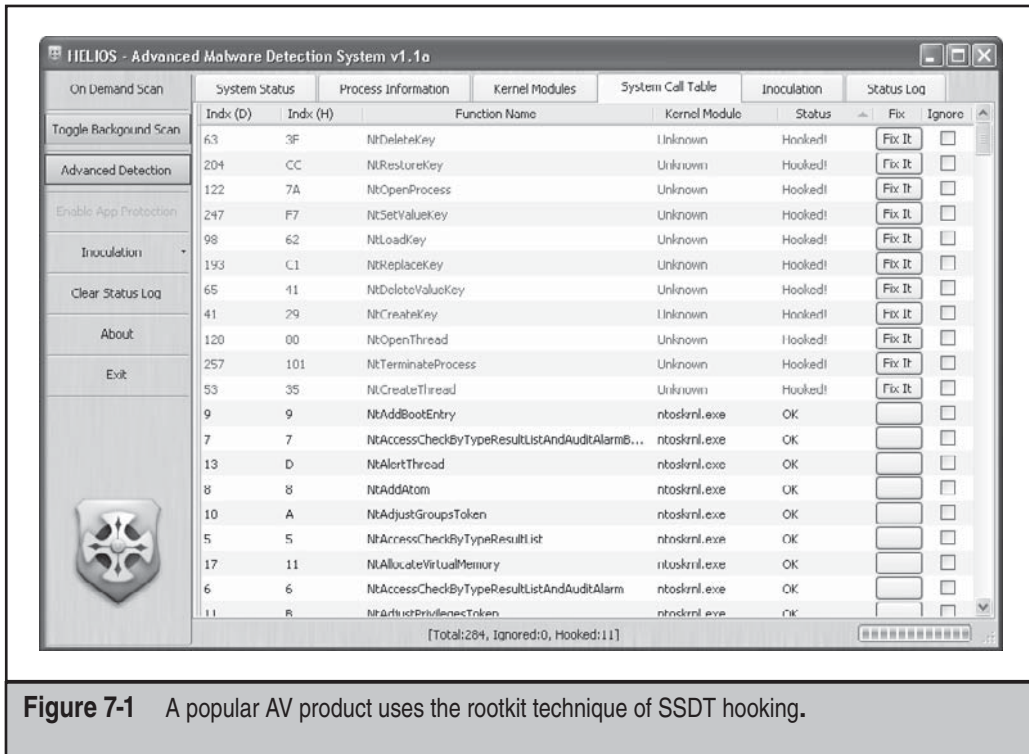 HELIOS - Advanced Malware Detection System v1.1a
On Demand Scan
Toggle Backgound Scan
Advanced Detection
Enable App Protection
Inoculation
Clear Status Log
About
Exit
System Status Process Information Kernel Modules System Call Table Inoculation Status Log
Indx (D) Indx (H) Function Name Kernel Module Status Fix Ignore
63 3F NtDeleteKey Unknown Hooked! Fix It
204 CC NtRestoreKey Unknown Hooked! Fix It
122 7A NtOpenProcess Unknown Hooked! Fix It
247 F7 NtSetValueKey Unknown Hooked! Fix It
98 62 NtLoadKey Unknown Hooked! Fix It
193 C1 NtReplaceKey Unknown Hooked! Fix It
65 41 NtDeleteValueKey Unknown Hooked! Fix It
41 29 NtCreateKey Unknown Hooked! Fix It
128 80 NtOpenThread Unknown Hooked! Fix It
257 101 NtTerminateProcess Unknown Hooked! Fix It
53 35 NtCreateThread Unknown Hooked! Fix It
9 9 NtAddBootEntry ntoskrnl.exe OK
7 7 NtAccessCheckByTypeResultListAndAuditAlarmB... ntoskrnl.exe OK
13 D NtAlertThread ntoskrnl.exe OK
8 8 NtAddAtom ntoskrnl.exe OK
10 A NtAdjustGroupsToken ntoskrnl.exe OK
5 5 NtAccessCheckByTypeResultList ntoskrnl.exe OK
17 11 NtAllocateVirtualMemory ntoskrnl.exe OK
6 6 NtAccessCheckByTypeResultListAndAuditAlarm ntoskrnl.exe OK
11 B NtAdjustPrivilegesToken ntoskrnl.exe OK
[Total:284, Ignored:0, Hooked:11]
Figure 7-1 A popular AV product uses the rootkit technique of SSDT hooking.